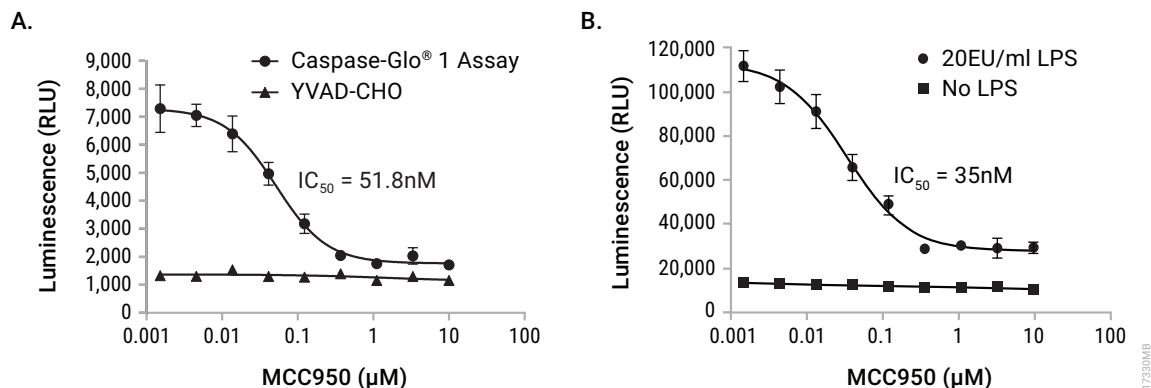 A.
Luminescence (RLU)
9,000
8,000
7,000
6,000
5,000
4,000
3,000
2,000
1,000
0
Caspase-Glo® 1 Assay
YVAD-CHO
IC50 = 51.8nM
0.001 0.01 0.1 1 10 100
MCC950 (µM)
B.
Luminescence (RLU)
120,000
100,000
80,000
60,000
40,000
20,000
0
20EU/ml LPS
No LPS
IC50 = 35nM
0.001 0.01 0.1 1 10 100
MCC950 (µM)
17330MB